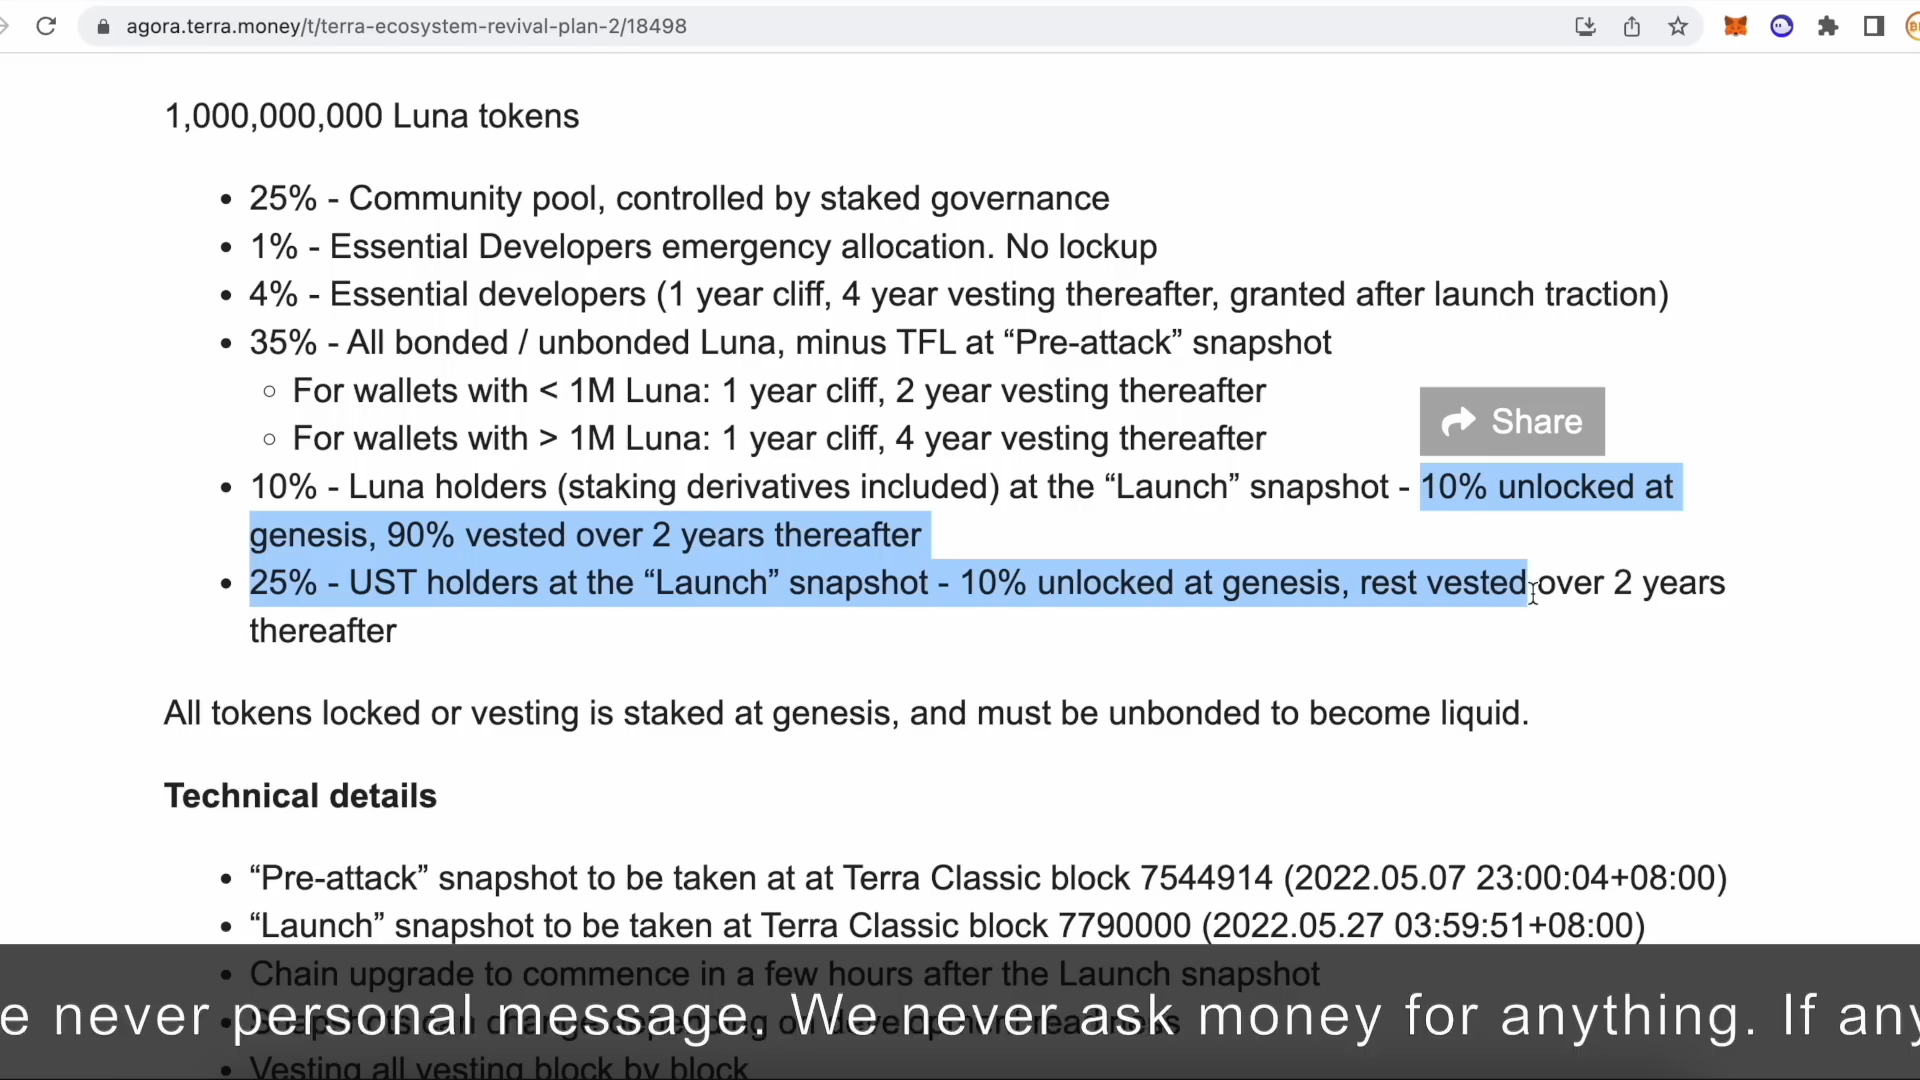 agora.terra.money/t/terra-ecosystem-revival-plan-2/18498
1,000,000,000 Luna tokens
• 25% - Community pool, controlled by staked governance
• 1% - Essential Developers emergency allocation. No lockup
• 4% - Essential developers (1 year cliff, 4 year vesting thereafter, granted after launch traction)
• 35% - All bonded / unbonded Luna, minus TFL at “Pre-attack” snapshot
○ For wallets with < 1M Luna: 1 year cliff, 2 year vesting thereafter
○ For wallets with > 1M Luna: 1 year cliff, 4 year vesting thereafter
Share
• 10% - Luna holders (staking derivatives included) at the “Launch” snapshot - 10% unlocked at
genesis, 90% vested over 2 years thereafter
• 25% - UST holders at the “Launch” snapshot - 10% unlocked at genesis, rest vested over 2 years
thereafter
All tokens locked or vesting is staked at genesis, and must be unbonded to become liquid.
Technical details
• “Pre-attack” snapshot to be taken at at Terra Classic block 7544914 (2022.05.07 23:00:04+08:00)
• “Launch” snapshot to be taken at Terra Classic block 7790000 (2022.05.27 03:59:51+08:00)
• Chain upgrade to commence in a few hours after the Launch snapshot
e never personal message. We never ask money for anything. If any
• Snapshots can change depending on development readiness
• Vesting all vesting block by block